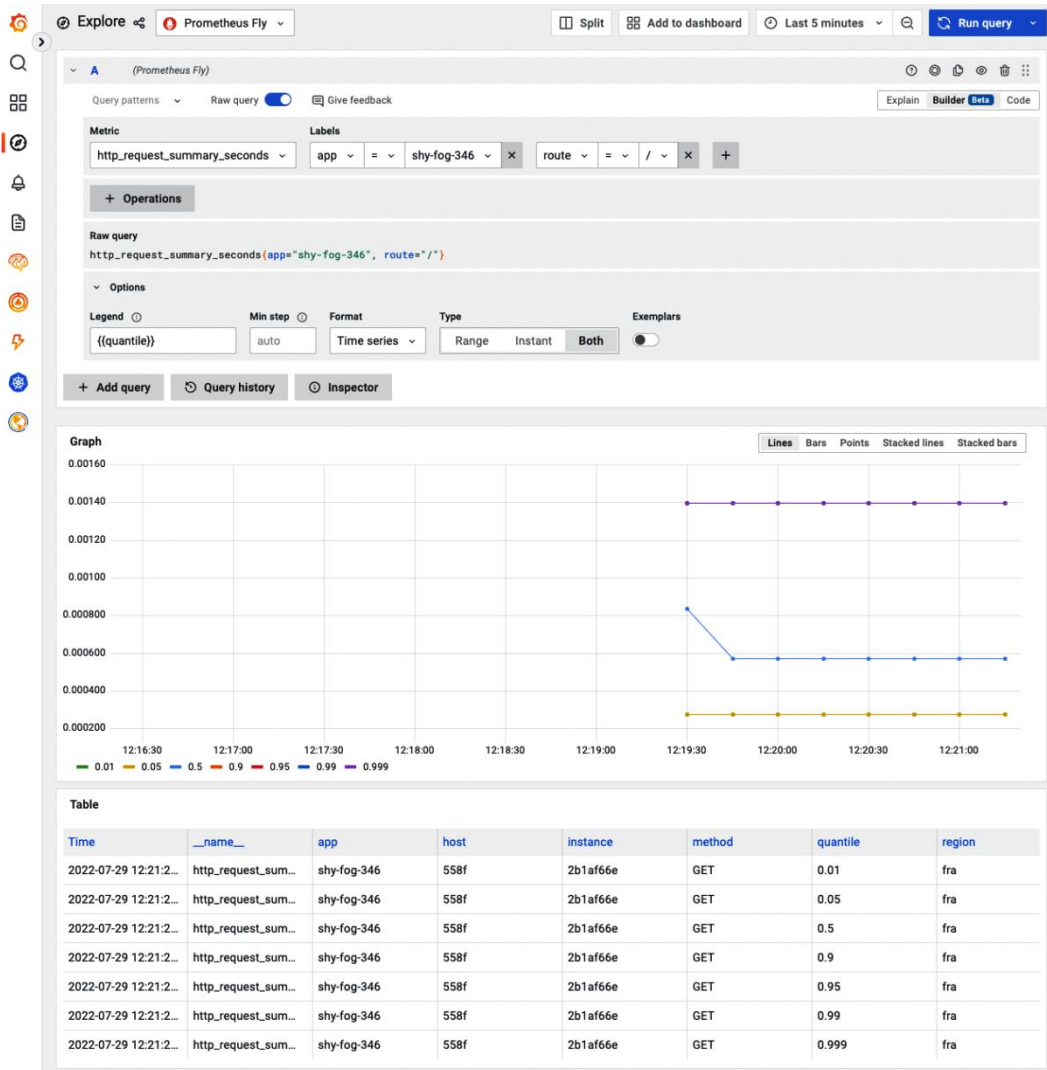 Explore Prometheus Fly Split Add to dashboard Last 5 minutes Run query
A (Prometheus Fly)
Query patterns Raw query Give feedback Explain Builder Beta Code
Metric Labels
http_request_summary_seconds app = shy-fog-346 × route = / × +
+ Operations
Raw query
http_request_summary_seconds{app="shy-fog-346", route="/"}
Options
Legend Min step Format Type Exemplars
{{quantile}} auto Time series Range Instant Both
+ Add query Query history Inspector
Graph Lines Bars Points Stacked lines Stacked bars
0.00160
0.00140
0.00120
0.00100
0.000800
0.000600
0.000400
0.000200
12:16:30 12:17:00 12:17:30 12:18:00 12:18:30 12:19:00 12:19:30 12:20:00 12:20:30 12:21:00
0.01 0.05 0.5 0.9 0.95 0.99 0.999
Table
Time __name__ app host instance method quantile region
2022-07-29 12:21:2... http_request_sum... shy-fog-346 558f 2b1af66e GET 0.01 fra
2022-07-29 12:21:2... http_request_sum... shy-fog-346 558f 2b1af66e GET 0.05 fra
2022-07-29 12:21:2... http_request_sum... shy-fog-346 558f 2b1af66e GET 0.5 fra
2022-07-29 12:21:2... http_request_sum... shy-fog-346 558f 2b1af66e GET 0.9 fra
2022-07-29 12:21:2... http_request_sum... shy-fog-346 558f 2b1af66e GET 0.95 fra
2022-07-29 12:21:2... http_request_sum... shy-fog-346 558f 2b1af66e GET 0.99 fra
2022-07-29 12:21:2... http_request_sum... shy-fog-346 558f 2b1af66e GET 0.999 fra